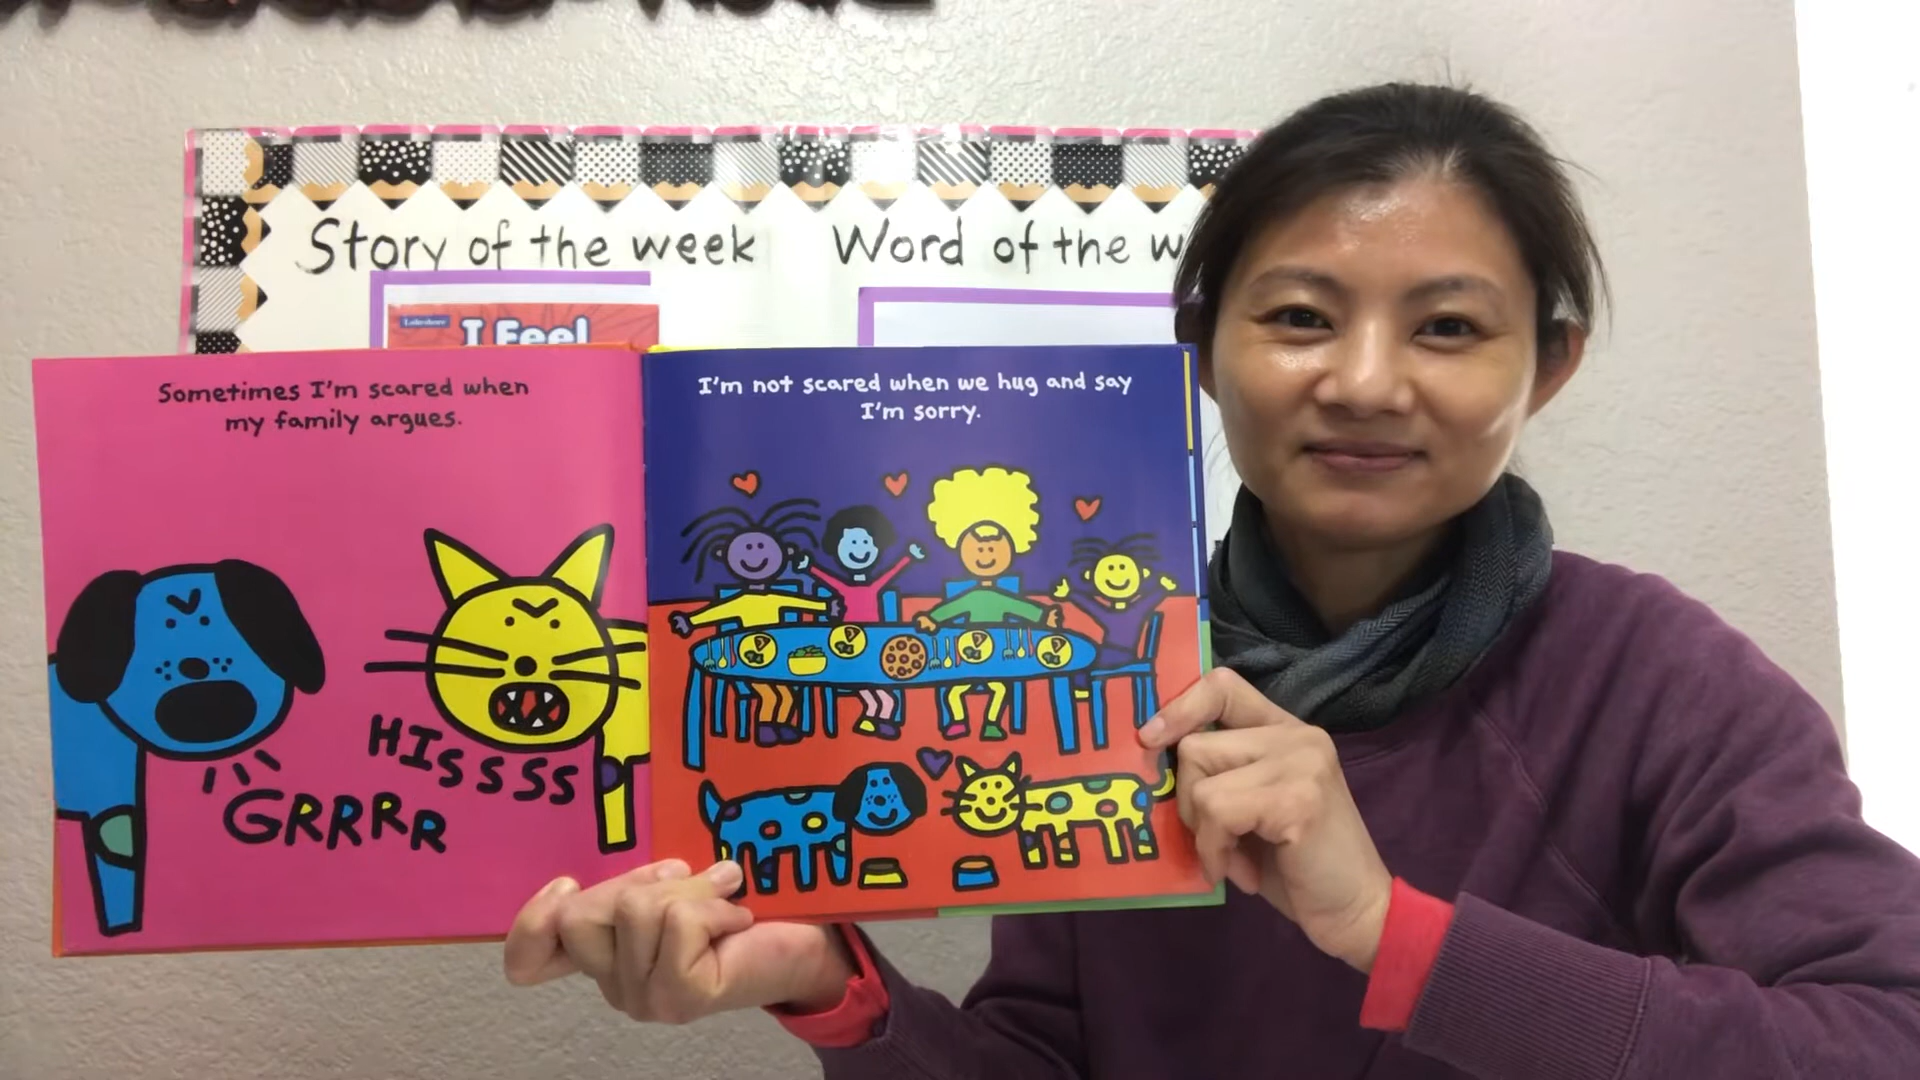 Story of the week
Word of the w
Lakeshore
I Feel
Sometimes I'm scared when
my family argues.
GRRRR
HISSSSS
I'm not scared when we hug and say
I'm sorry.